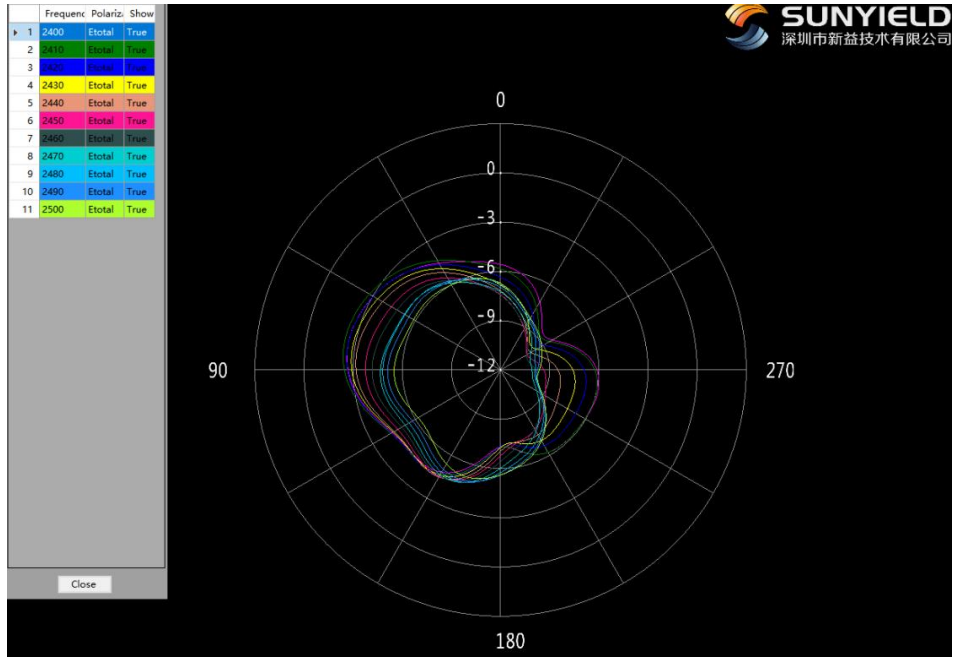 Frequenc Polariz: Show
1 2400 Etotal True
2 2410 Etotal True
3 2420 Etotal True
4 2430 Etotal True
5 2440 Etotal True
6 2450 Etotal True
7 2460 Etotal True
8 2470 Etotal True
9 2480 Etotal True
10 2490 Etotal True
11 2500 Etotal True
Close
SUNYIELD
深圳市新益技术有限公司
0
0
-3
-6
-9
-12
90
270
180